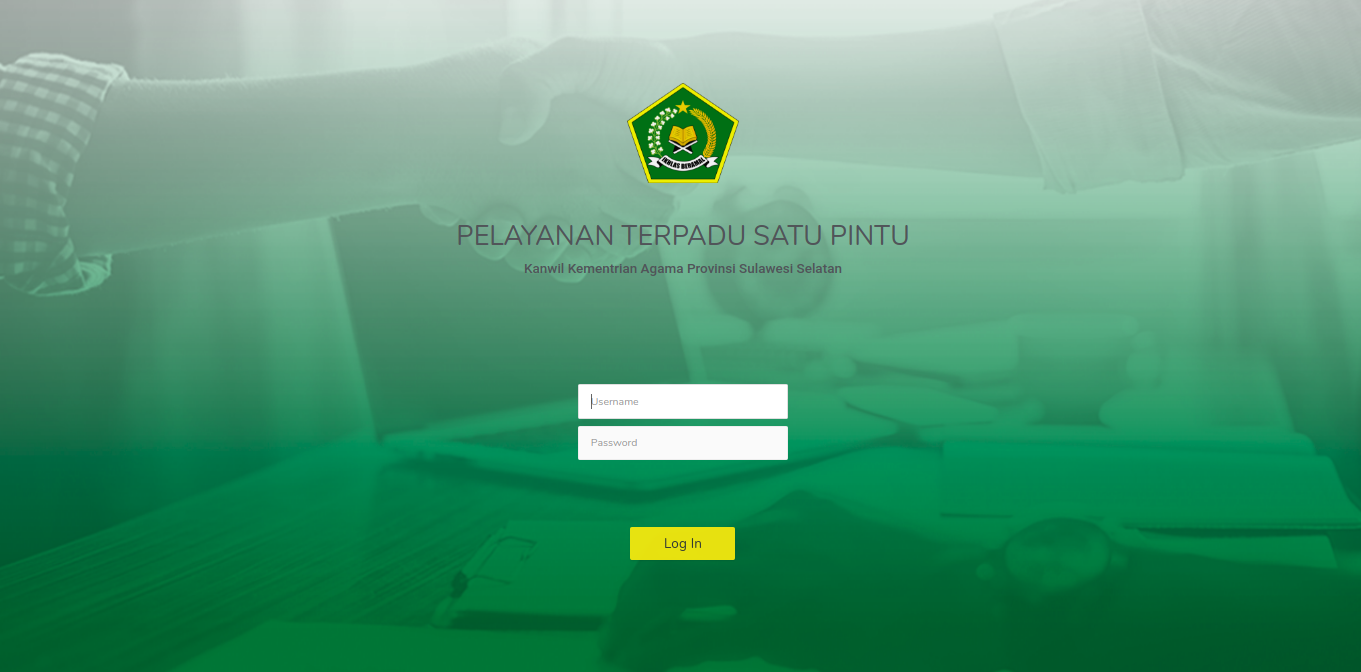 IKHLAS BERAMAL
PELAYANAN TERPADU SATU PINTU
Kanwil Kementrian Agama Provinsi Sulawesi Selatan
Username
Password
Log In